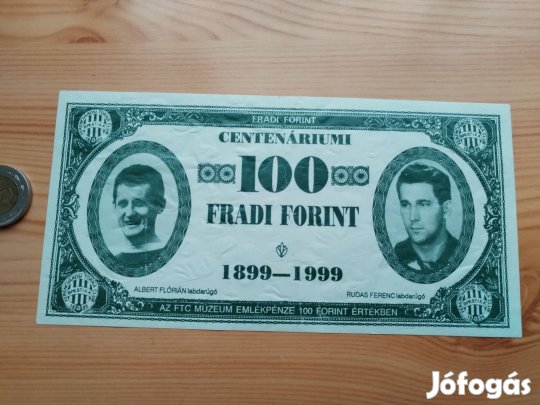 FRADI FORINT
CENTENÁRIUMI
100
FRADI FORINT
1899—1999
ALBERT FLÓRIÁN labdarúgó
RUDAS FERENC labdarúgó
AZ FTC MÚZEUM EMLÉKPÉNZE 100 FORINT ÉRTÉKBEN
Jófogás